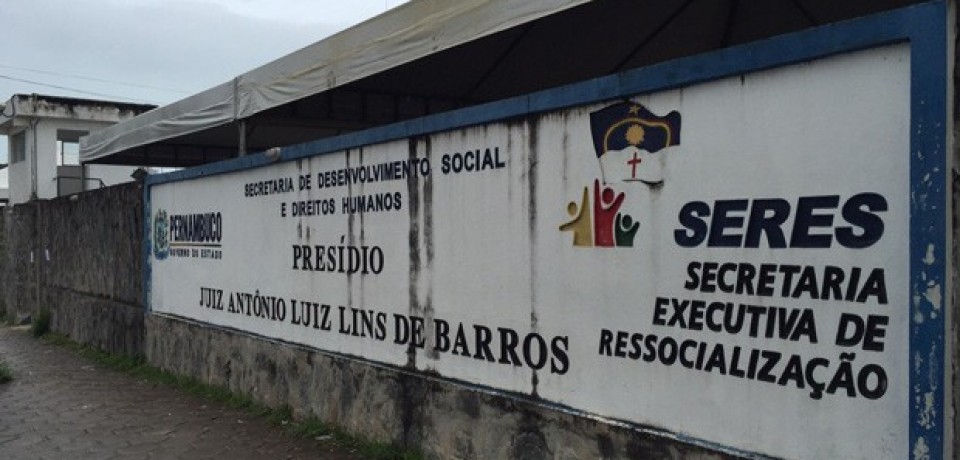 SECRETARIA DE DESENVOLVIMENTO SOCIAL
E DIREITOS HUMANOS
PERNAMBUCO
GOVERNO DO ESTADO
PRESÍDIO
JUIZ ANTÔNIO LUIZ LINS DE BARROS
SERES
SECRETARIA
EXECUTIVA DE
RESSOCIALIZAÇÃO